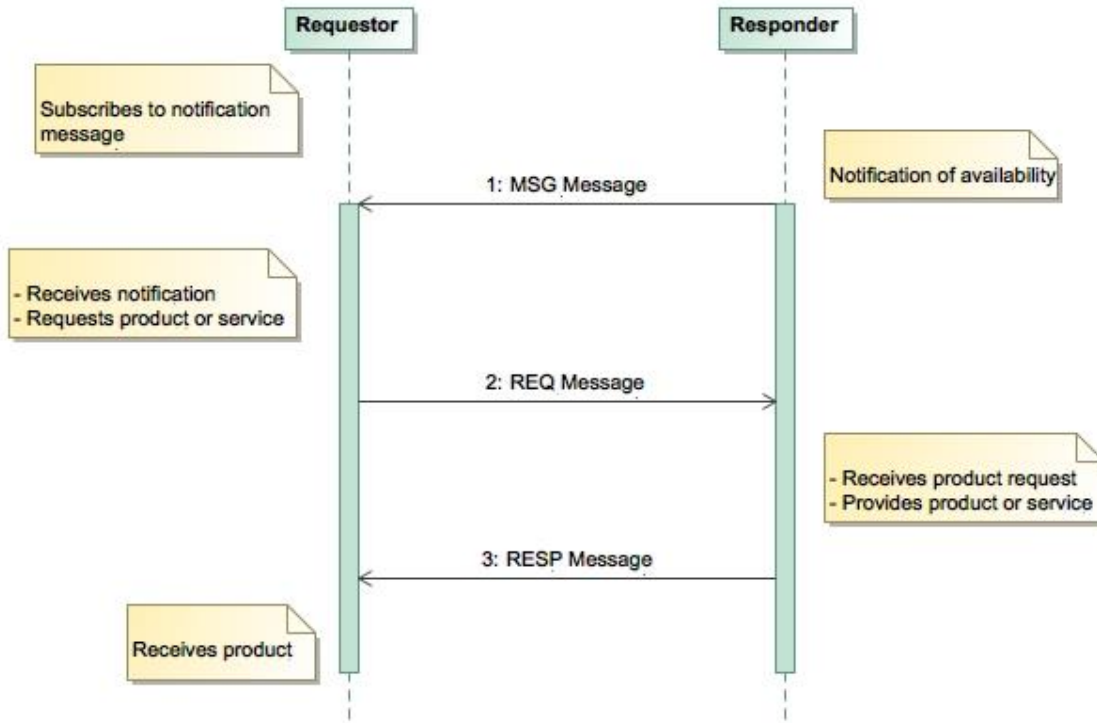 Requestor
Responder
Subscribes to notification
message
Notification of availability
1: MSG Message
- Receives notification
- Requests product or service
2: REQ Message
- Receives product request
- Provides product or service
3: RESP Message
Receives product